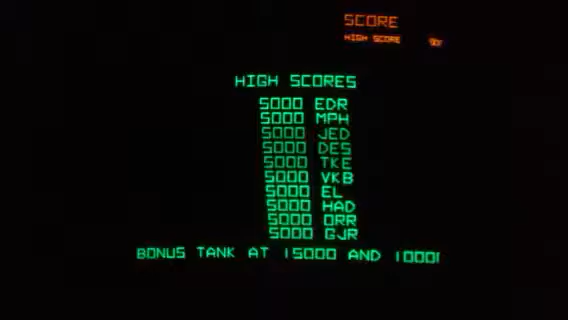 SCORE
HIGH SCORE
HIGH SCORES
5000 EDR
5000 MPH
5000 JED
5000 DES
5000 TKE
5000 VKB
5000 EL
5000 HAD
5000 ORR
5000 GJR
BONUS TANK AT 15000 AND 1000